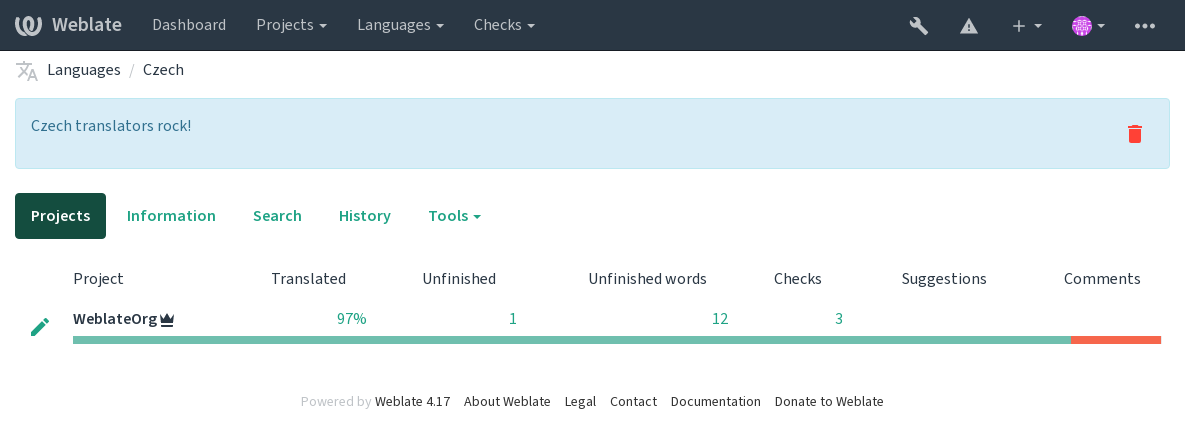 Weblate Dashboard Projects Languages Checks
Languages / Czech
Czech translators rock!
Projects Information Search History Tools
Project Translated Unfinished Unfinished words Checks Suggestions Comments
WeblateOrg 97% 1 12 3
Powered by Weblate 4.17 About Weblate Legal Contact Documentation Donate to Weblate